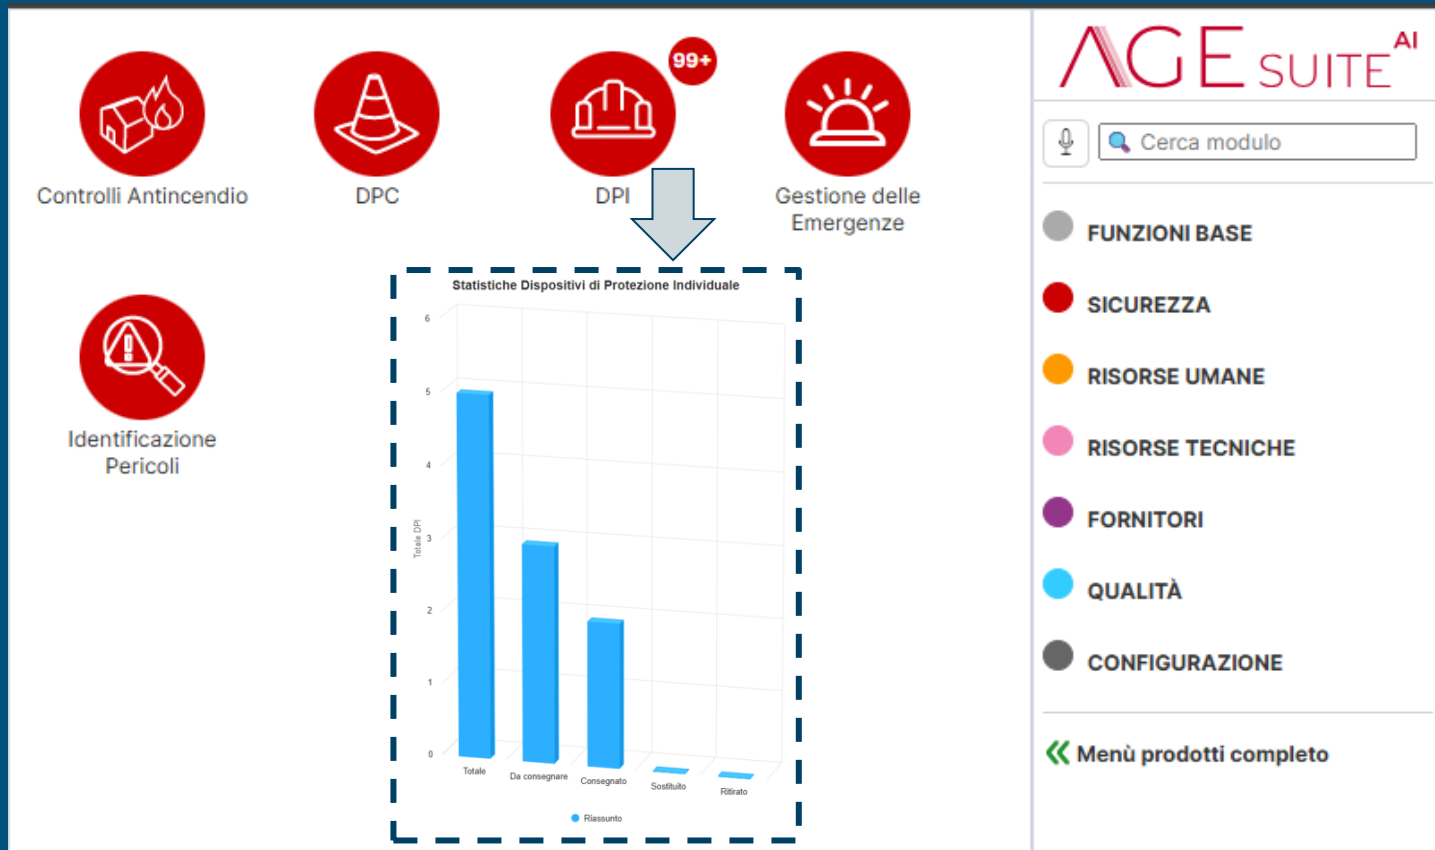 99+
Controlli Antincendio
DPC
DPI
Gestione delle
Emergenze
Identificazione
Pericoli
Statistiche Dispositivi di Protezione Individuale
6
5
4
3
2
1
0
Totale DPI
Totale
Da consegnare
Consegnato
Sostituito
Ritirato
Riassunto
AGE SUITE AI
Cerca modulo
FUNZIONI BASE
SICUREZZA
RISORSE UMANE
RISORSE TECNICHE
FORNITORI
QUALITÀ
CONFIGURAZIONE
Menù prodotti completo